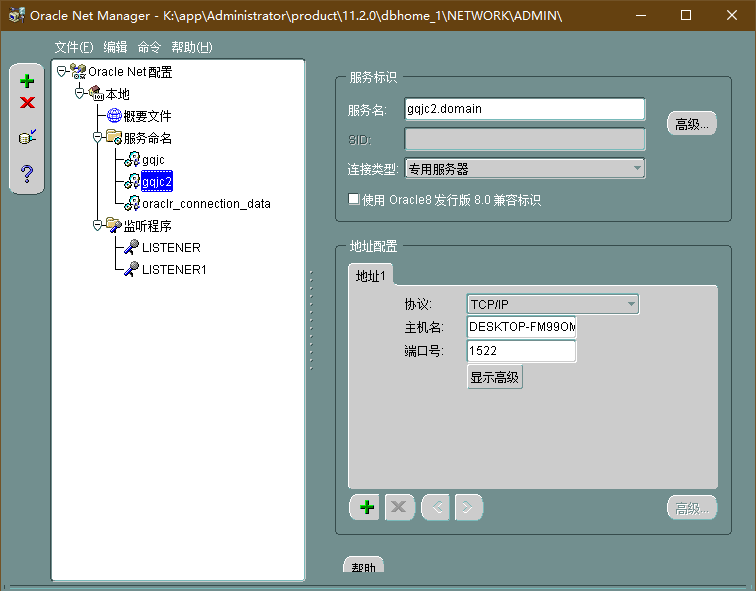 Oracle Net Manager - K:\app\Administrator\product\11.2.0\dbhome_1\NETWORK\ADMIN\
文件(F) 编辑 命令 帮助(H)
Oracle Net 配置
本地
概要文件
服务命名
gqjc
gqjc2
oraclr_connection_data
监听程序
LISTENER
LISTENER1
服务标识
服务名: gqjc2.domain
高级...
SID:
连接类型: 专用服务器
使用 Oracle8 发行版 8.0 兼容标识
地址配置
地址1
协议: TCP/IP
主机名: DESKTOP-FM99OM
端口号: 1522
显示高级
高级...
帮助